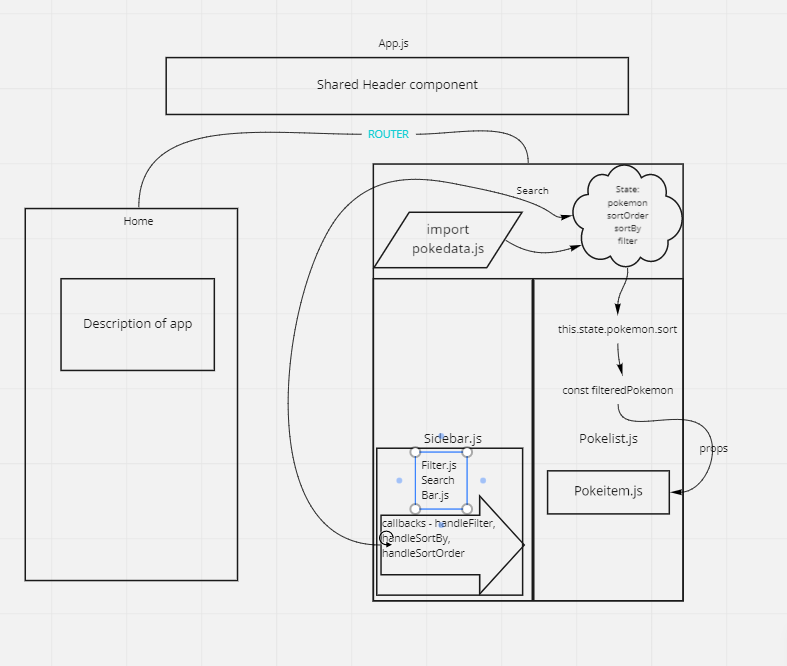 App.js
Shared Header component
ROUTER
Home
Description of app
Search
import
pokedata.js
State:
pokemon
sortOrder
sortBy
filter
this.state.pokemon.sort
const filteredPokemon
Sidebar.js
Pokelist.js
props
Filter.js
Search
Bar.js
Pokeitem.js
callbacks - handleFilter,
handleSortBy,
handleSortOrder